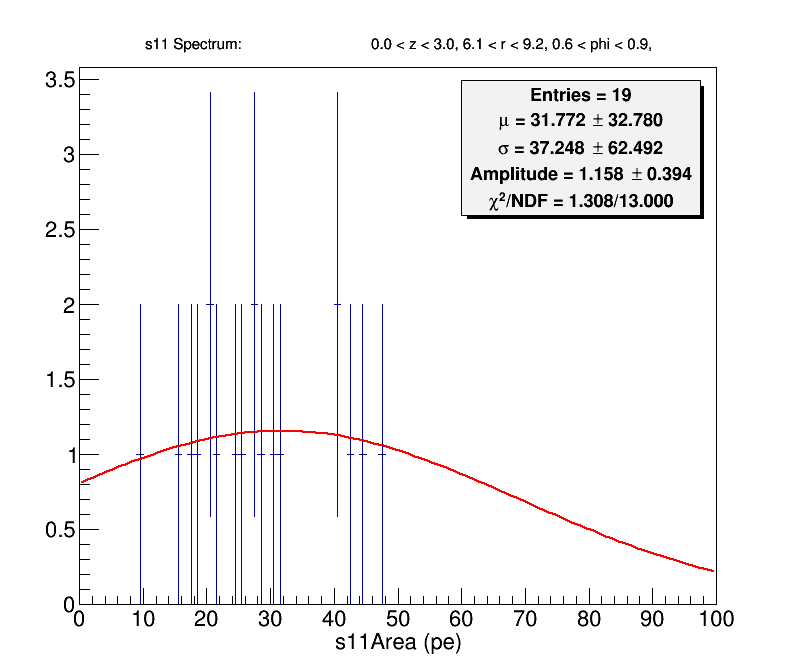 s11 Spectrum: 0.0 < z < 3.0, 6.1 < r < 9.2, 0.6 < phi < 0.9,
Entries = 19
μ = 31.772 ± 32.780
σ = 37.248 ± 62.492
Amplitude = 1.158 ± 0.394
χ²/NDF = 1.308/13.000
3.5
3
2.5
2
1.5
1
0.5
0
0 10 20 30 40 50 60 70 80 90 100
s11Area (pe)